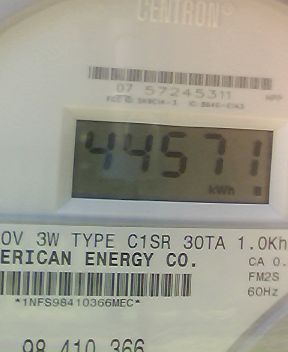 CENTRON®
07 57245311
44571
kWh
0V 3W TYPE C1SR 30TA 1.0Kh
ERICAN ENERGY CO. CA 0.
FM2S
*1NFS98410366MEC* 60Hz
98 410 366